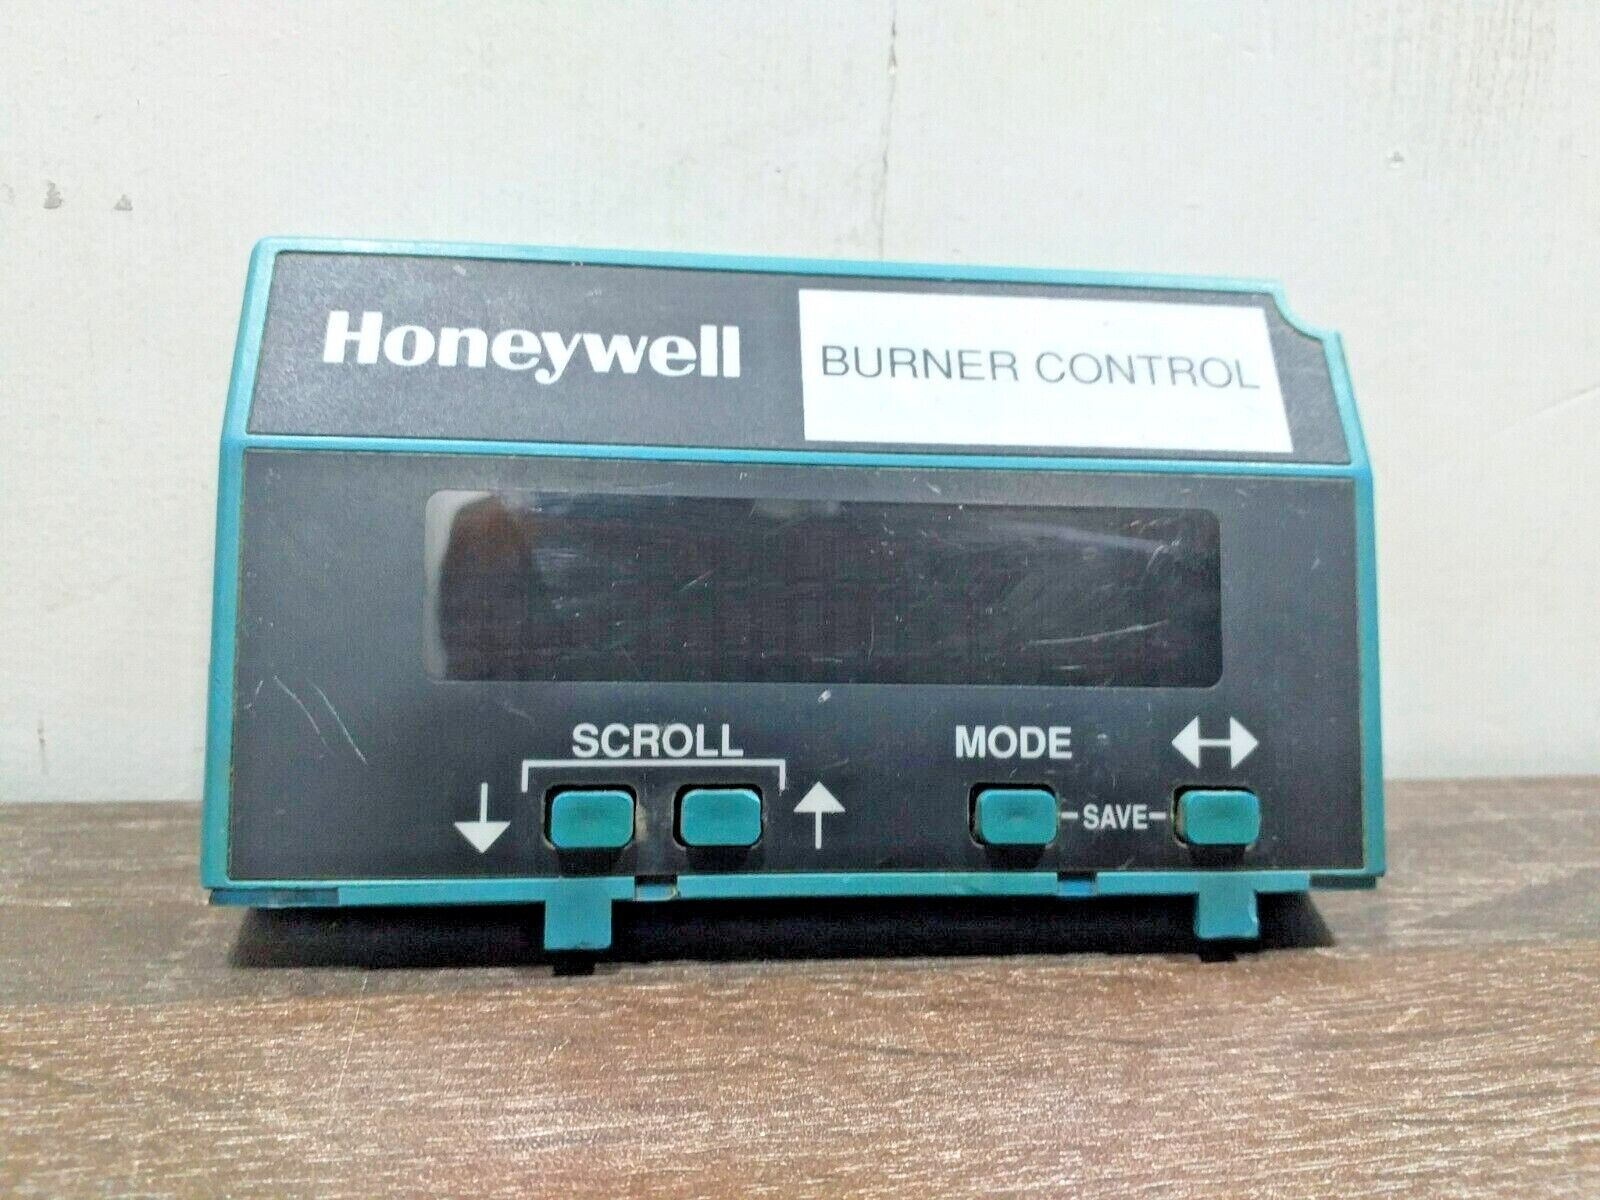 Honeywell
BURNER CONTROL
SCROLL
MODE
SAVE